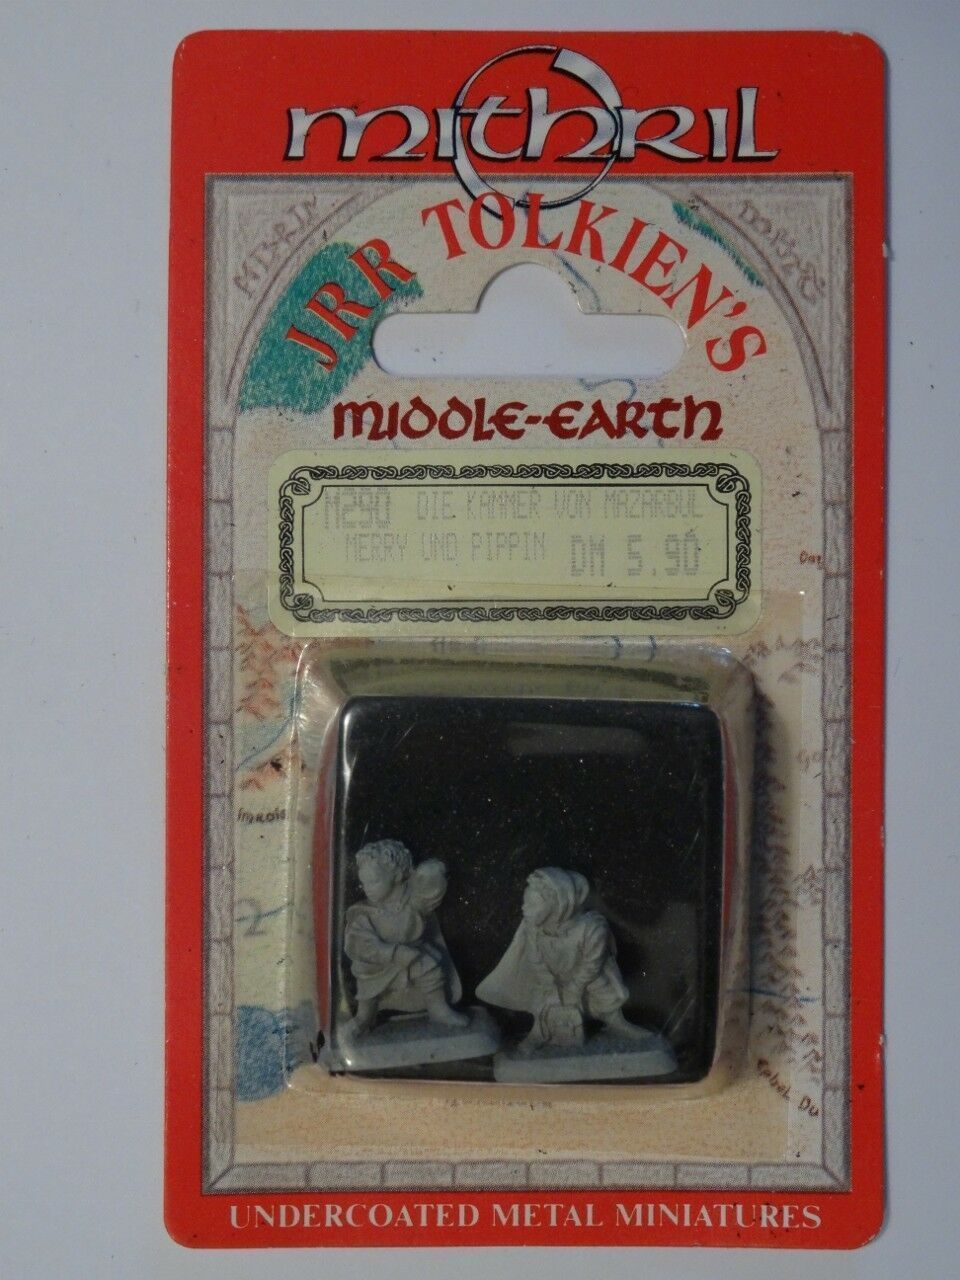 mithril
JRR TOLKIEN'S
MIDDLE-EARTH
M290 DIE KAMMER VON MAZARBUL
MERRY UND PIPPIN DM 5.90
UNDERCOATED METAL MINIATURES